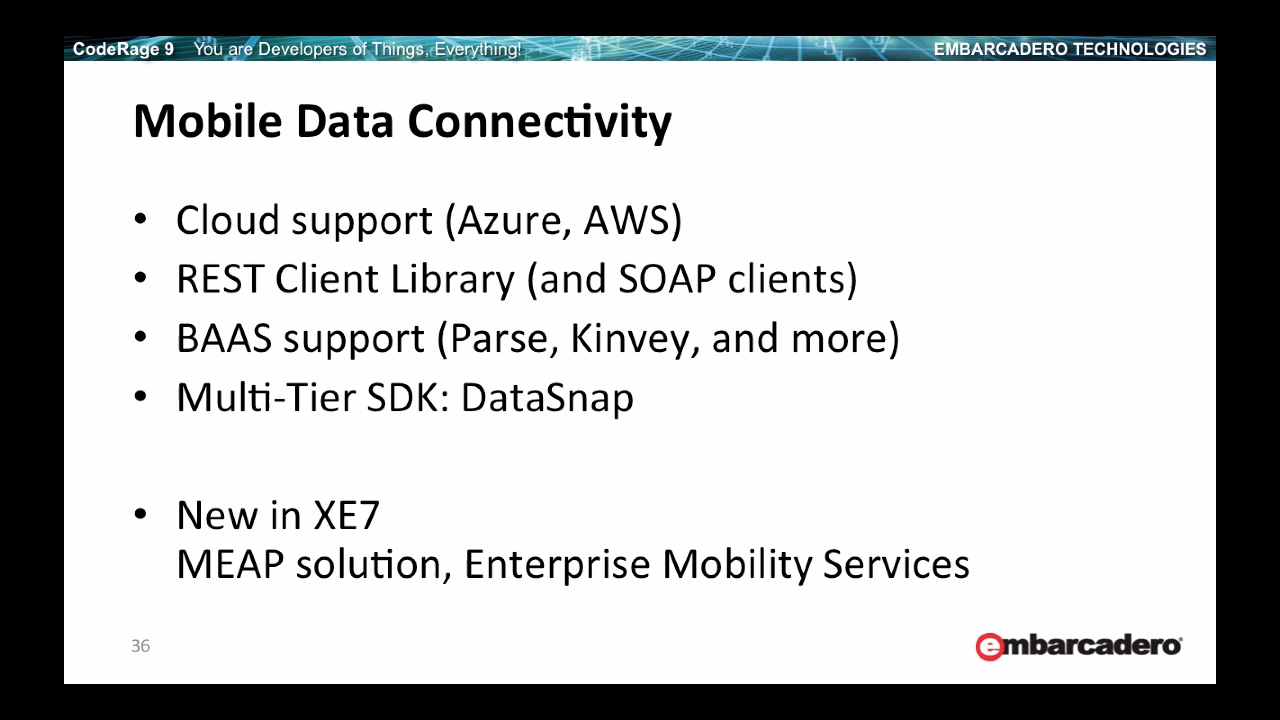 CodeRage 9 You are Developers of Things, Everything! EMBARCADERO TECHNOLOGIES
Mobile Data Connectivity
• Cloud support (Azure, AWS)
• REST Client Library (and SOAP clients)
• BAAS support (Parse, Kinvey, and more)
• Multi-Tier SDK: DataSnap
• New in XE7
MEAP solution, Enterprise Mobility Services
36
embarcadero